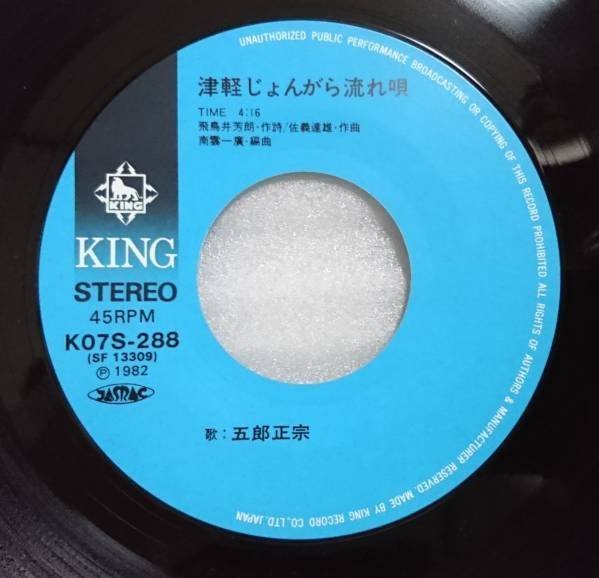 UNAUTHORIZED PUBLIC PERFORMANCE BROADCASTING OR COPYING OF THIS RECORD PROHIBITED. ALL RIGHTS OF AUTHORS & MANUFACTURER RESERVED. MADE BY KING RECORD CO., LTD. JAPAN
津軽じょんがら流れ唄
TIME 4:16
飛鳥井芳朗・作詩/佐義達雄・作曲
南雲一廣・編曲
KING
KING
STEREO
45RPM
K07S-288
(SF 13309)
Ⓟ 1982
JASRAC
歌:五郎正宗